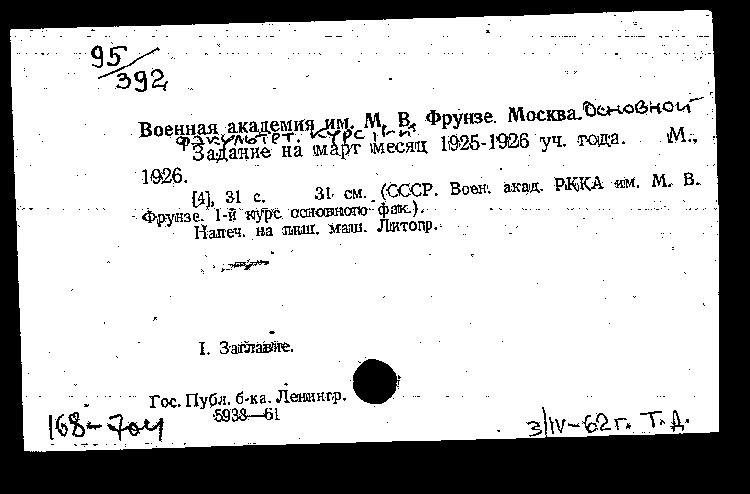 95/392
Военная академия им. М. В. Фрунзе. Москва. Основной
факультет. курс 1-й.
Задание на март месяц 1925-1926 уч. года. М.,
1926.
[4], 31 с. 31 см. (СССР. Воен. акад. РККА им. М. В.
Фрунзе. 1-й курс основного фак.).
Напеч. на пиш. маш. Литогр.
I. Заглавие.
Гос. Публ. б-ка. Ленингр.
5938—61
168-704
3/IV-62 г. Т. Д.